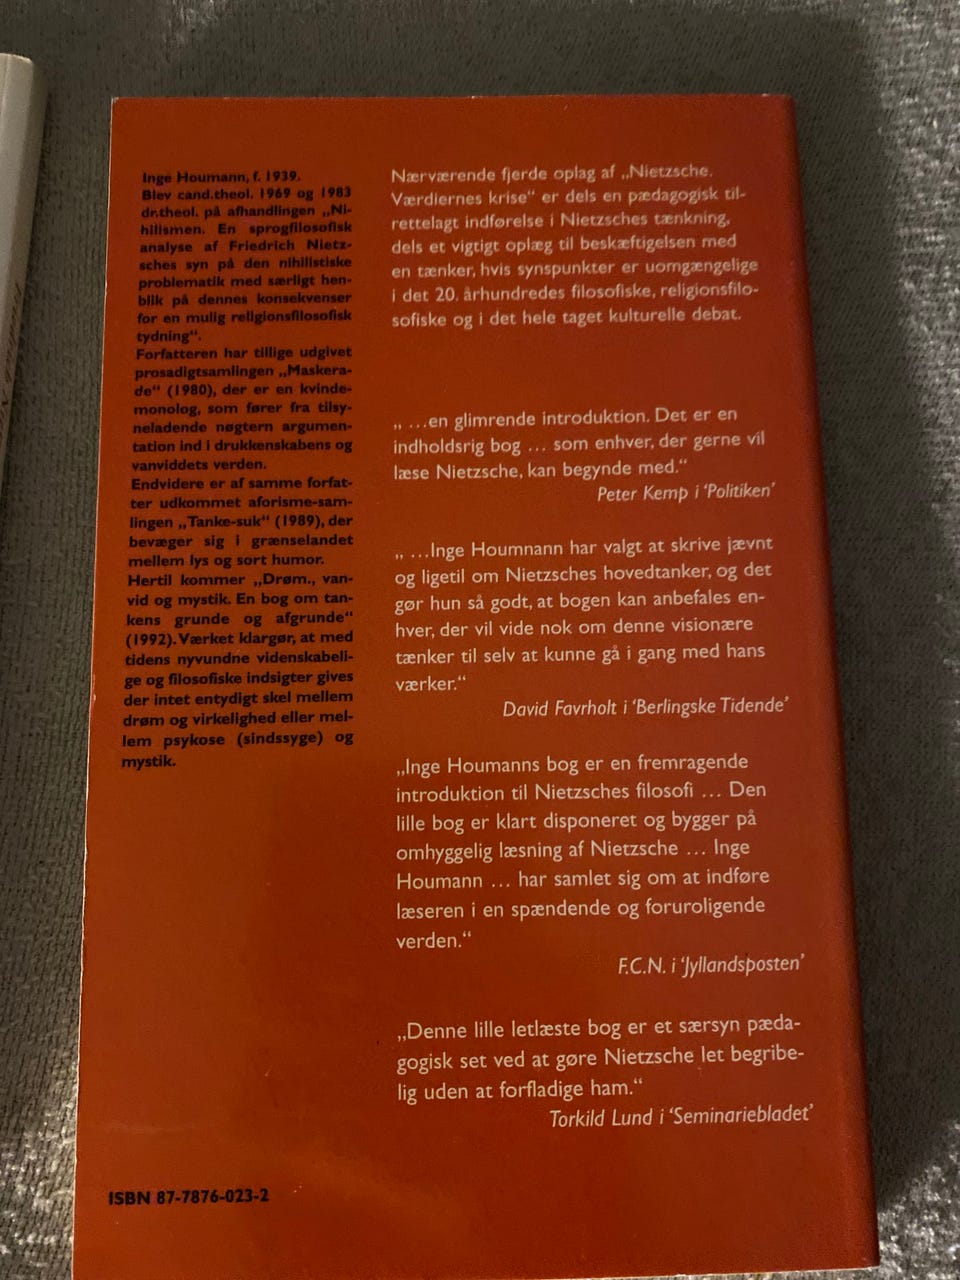 Inge Houmann, f. 1939.
Blev cand.theol. 1969 og 1983
dr.theol. på afhandlingen „Ni-
hilismen. En sprogfilosofisk
analyse af Friedrich Nietz-
sches syn på den nihilistiske
problematik med særligt hen-
blik på dennes konsekvenser
for en mulig religionsfilosofisk
tydning“.
Forfatteren har tillige udgivet
prosadigtsamlingen „Maskera-
de“ (1980), der er en kvinde-
monolog, som fører fra tilsy-
neladende nøgtern argumen-
tation ind i drukkenskabens og
vanviddets verden.
Endvidere er af samme forfat-
ter udkommet aforisme-sam-
lingen „Tanke-suk“ (1989), der
bevæger sig i grænselandet
mellem lys og sort humor.
Hertil kommer „Drøm., van-
vid og mystik. En bog om tan-
kens grunde og afgrunde“
(1992). Værket klargør, at med
tidens nyvundne videnskabeli-
ge og filosofiske indsigter gives
der intet entydigt skel mellem
drøm og virkelighed eller mel-
lem psykose (sindssyge) og
mystik.
Nærværende fjerde oplag af „Nietzsche.
Værdiernes krise“ er dels en pædagogisk til-
rettelagt indførelse i Nietzsches tænkning,
dels et vigtigt oplæg til beskæftigelsen med
en tænker, hvis synspunkter er uomgængelige
i det 20. århundredes filosofiske, religionsfilo-
sofiske og i det hele taget kulturelle debat.
„ ...en glimrende introduktion. Det er en
indholdsrig bog ... som enhver, der gerne vil
læse Nietzsche, kan begynde med.“
Peter Kemp i ‘Politiken’
„ ...Inge Houmnann har valgt at skrive jævnt
og ligetil om Nietzsches hovedtanker, og det
gør hun så godt, at bogen kan anbefales en-
hver, der vil vide nok om denne visionære
tænker til selv at kunne gå i gang med hans
værker.“
David Favrholt i ‘Berlingske Tidende’
„Inge Houmanns bog er en fremragende
introduktion til Nietzsches filosofi ... Den
lille bog er klart disponeret og bygger på
omhyggelig læsning af Nietzsche ... Inge
Houmann ... har samlet sig om at indføre
læseren i en spændende og foruroligende
verden.“
F.C.N. i ‘Jyllandsposten’
„Denne lille letlæste bog er et særsyn pæda-
gogisk set ved at gøre Nietzsche let begribe-
lig uden at forfladige ham.“
Torkild Lund i ‘Seminariebladet’
ISBN 87-7876-023-2